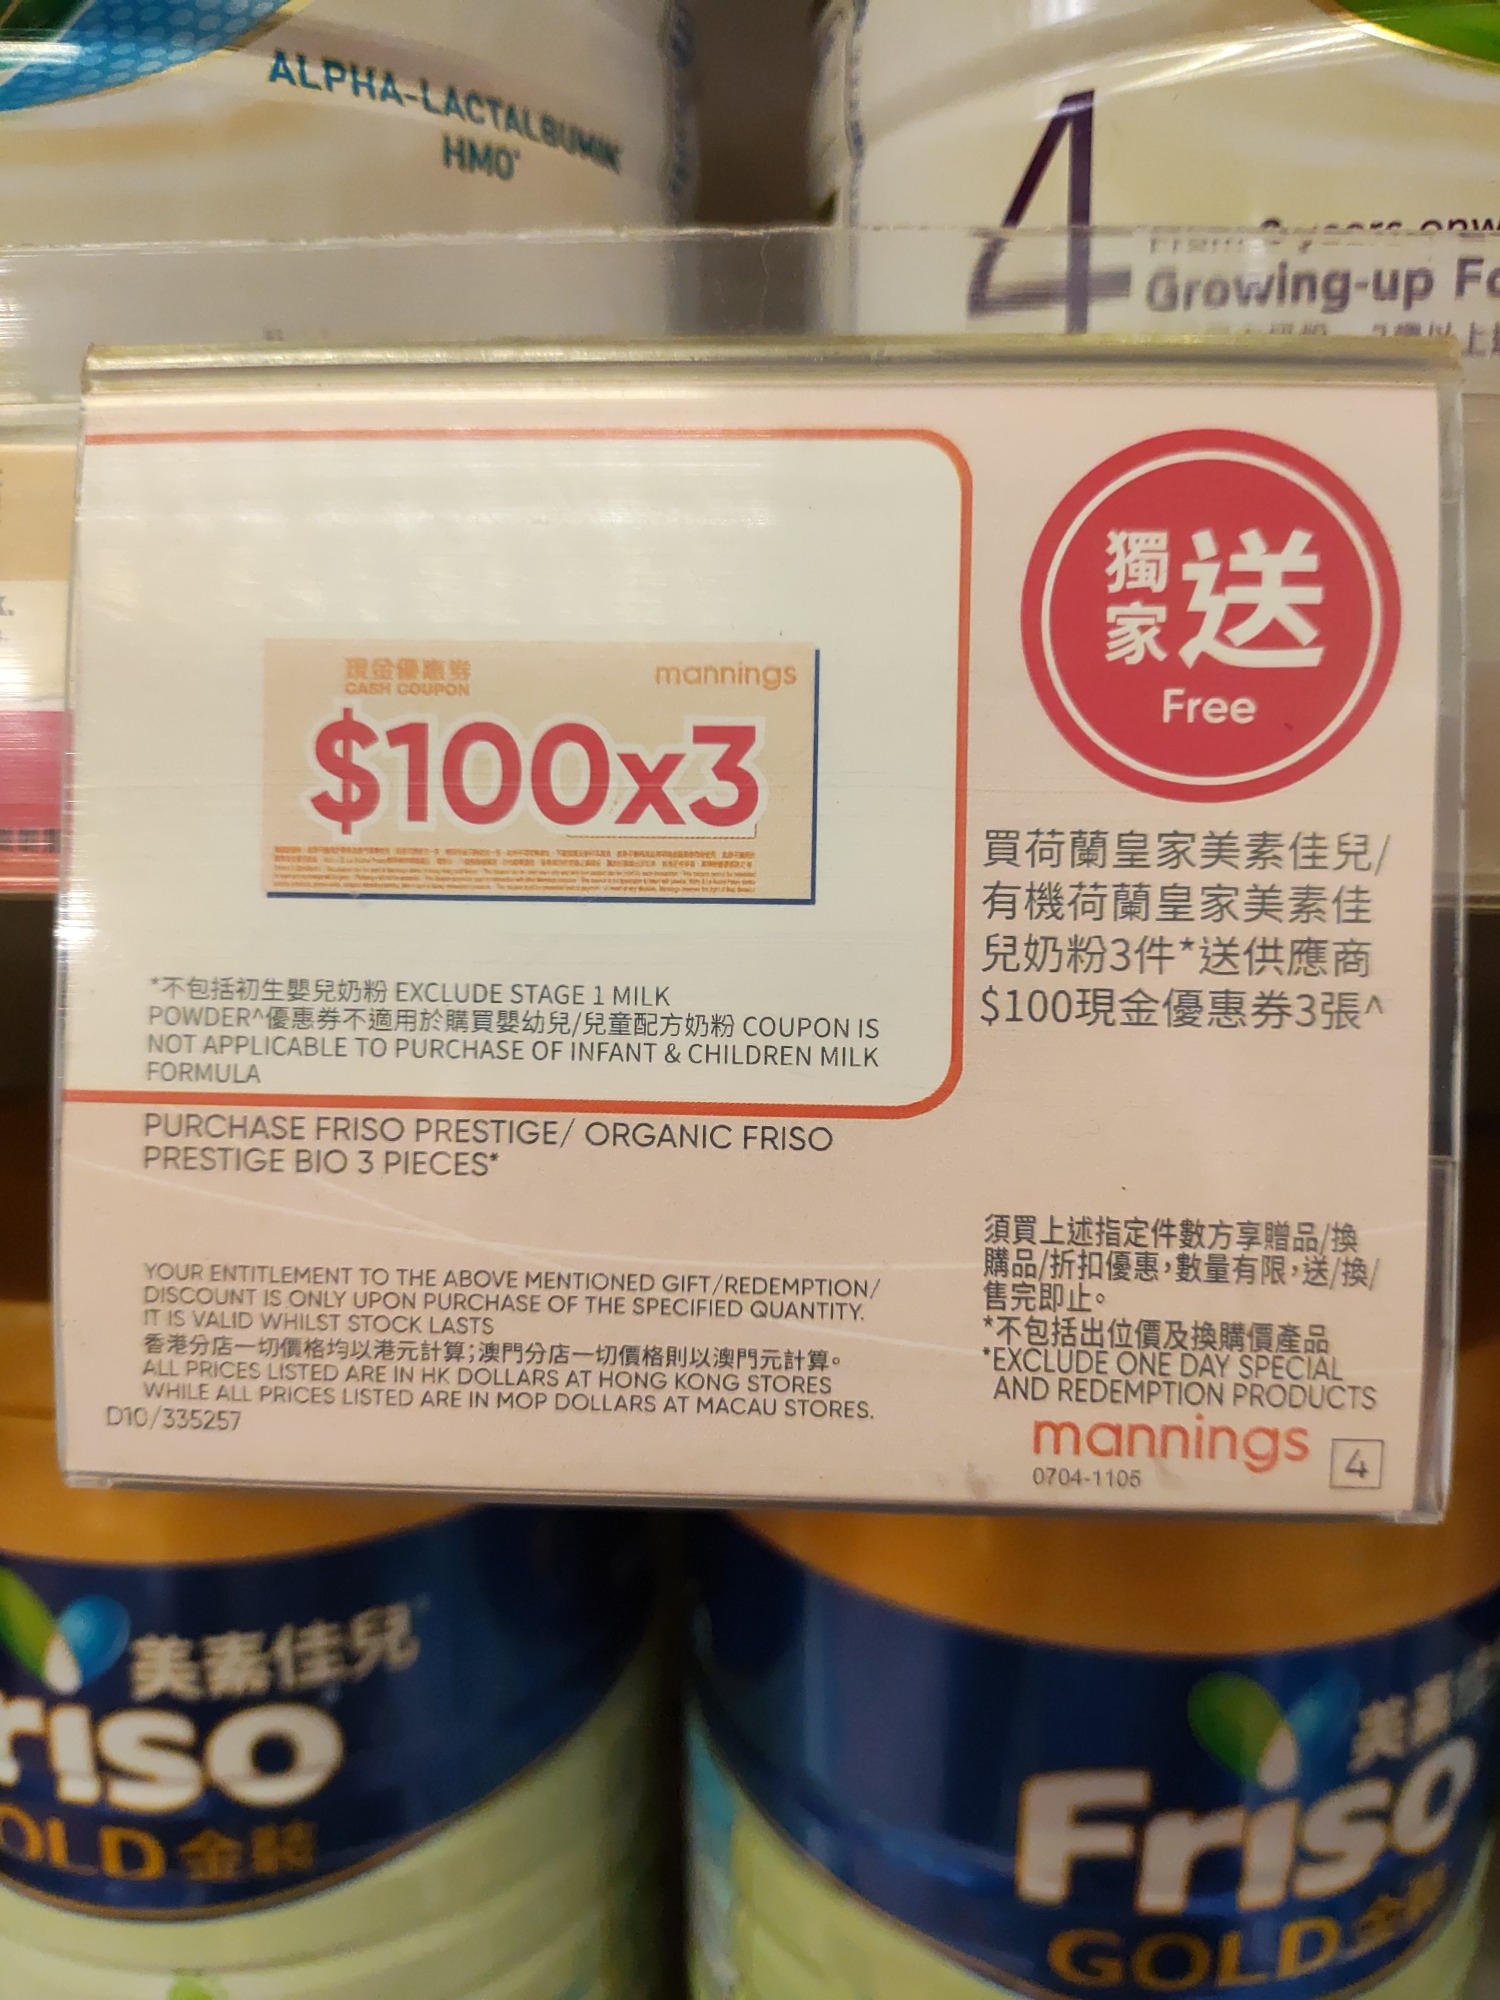 ALPHA-LACTALBUMIN
HMO
4
Growing-up
獨家送
Free
現金優惠券
CASH COUPON
mannings
$100x3
買荷蘭皇家美素佳兒/
有機荷蘭皇家美素佳
兒奶粉3件*送供應商
$100現金優惠券3張^
*不包括初生嬰兒奶粉 EXCLUDE STAGE 1 MILK
POWDER^優惠券不適用於購買嬰幼兒/兒童配方奶粉 COUPON IS
NOT APPLICABLE TO PURCHASE OF INFANT & CHILDREN MILK
FORMULA
PURCHASE FRISO PRESTIGE/ ORGANIC FRISO
PRESTIGE BIO 3 PIECES*
YOUR ENTITLEMENT TO THE ABOVE MENTIONED GIFT/REDEMPTION/
DISCOUNT IS ONLY UPON PURCHASE OF THE SPECIFIED QUANTITY.
IT IS VALID WHILST STOCK LASTS
香港分店一切價格均以港元計算;澳門分店一切價格則以澳門元計算。
ALL PRICES LISTED ARE IN HK DOLLARS AT HONG KONG STORES
WHILE ALL PRICES LISTED ARE IN MOP DOLLARS AT MACAU STORES.
D10/335257
須買上述指定件數方享贈品/換
購品/折扣優惠,數量有限,送/換/
售完即止。
*不包括出位價及換購價產品
*EXCLUDE ONE DAY SPECIAL
AND REDEMPTION PRODUCTS
mannings
0704-1105
4
美素佳兒
riso
OLD 金裝
美素
Friso
GOLD 金裝